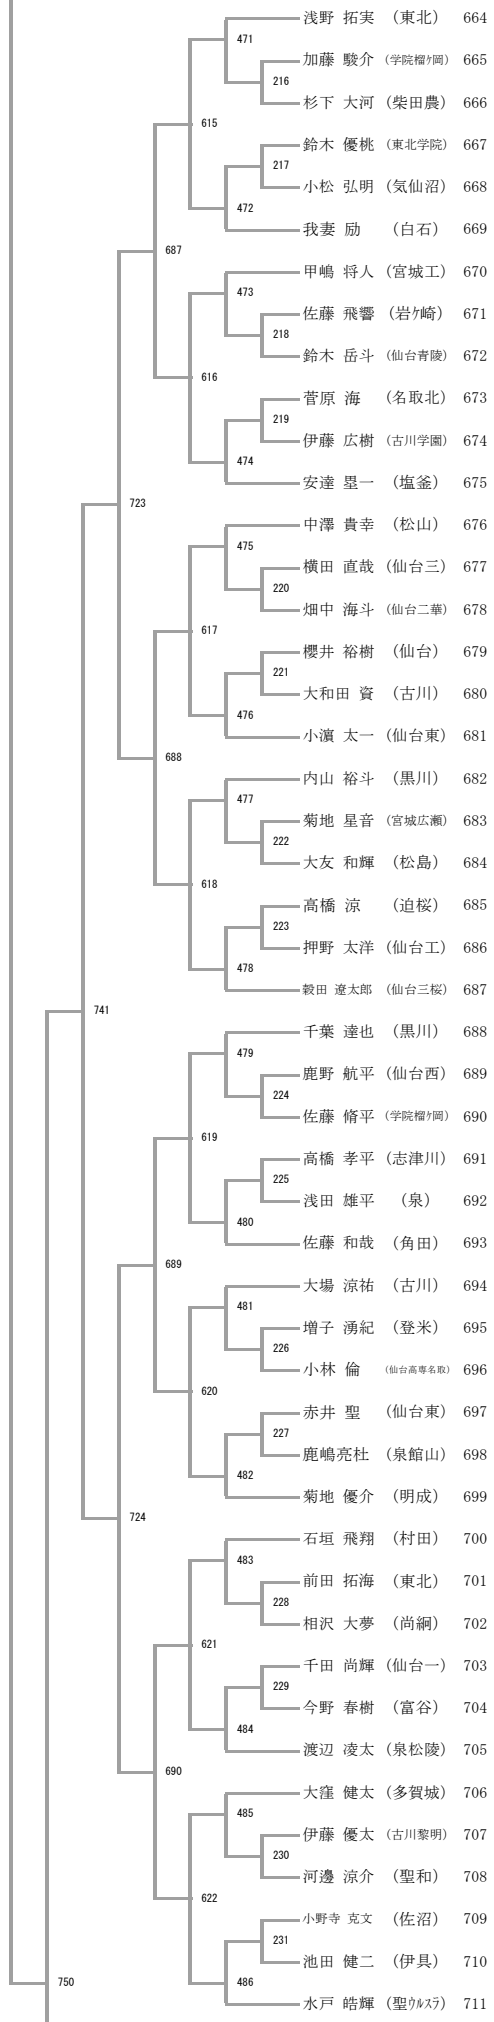 浅野 拓実 （東北） 664
471
加藤 駿介 （学院榴ケ岡） 665
216
杉下 大河 （柴田農） 666
615
鈴木 優桃 （東北学院） 667
217
小松 弘明 （気仙沼） 668
472
我妻 励 （白石） 669
687
甲嶋 将人 （宮城工） 670
473
佐藤 飛響 （岩ケ崎） 671
218
鈴木 岳斗 （仙台青陵） 672
616
菅原 海 （名取北） 673
219
伊藤 広樹 （古川学園） 674
474
安達 塁一 （塩釜） 675
723
中澤 貴幸 （松山） 676
475
横田 直哉 （仙台三） 677
220
畑中 海斗 （仙台二華） 678
617
櫻井 裕樹 （仙台） 679
221
大和田 資 （古川） 680
476
小濵 太一 （仙台東） 681
688
内山 裕斗 （黒川） 682
477
菊地 星音 （宮城広瀬） 683
222
大友 和輝 （松島） 684
618
高橋 涼 （迫桜） 685
223
押野 太洋 （仙台工） 686
478
穀田 遼太郎 （仙台三桜） 687
741
千葉 達也 （黒川） 688
479
鹿野 航平 （仙台西） 689
224
佐藤 脩平 （学院榴ケ岡） 690
619
高橋 孝平 （志津川） 691
225
浅田 雄平 （泉） 692
480
佐藤 和哉 （角田） 693
689
大場 涼祐 （古川） 694
481
増子 湧紀 （登米） 695
226
小林 倫 （仙台高専名取） 696
620
赤井 聖 （仙台東） 697
227
鹿嶋亮杜 （泉館山） 698
482
菊地 優介 （明成） 699
724
石垣 飛翔 （村田） 700
483
前田 拓海 （東北） 701
228
相沢 大夢 （尚絅） 702
621
千田 尚輝 （仙台一） 703
229
今野 春樹 （富谷） 704
484
渡辺 凌太 （泉松陵） 705
690
大窪 健太 （多賀城） 706
485
伊藤 優太 （古川黎明） 707
230
河邊 涼介 （聖和） 708
622
小野寺 克文 （佐沼） 709
231
池田 健二 （伊具） 710
750
486
水戸 皓輝 （聖ウルスラ） 711